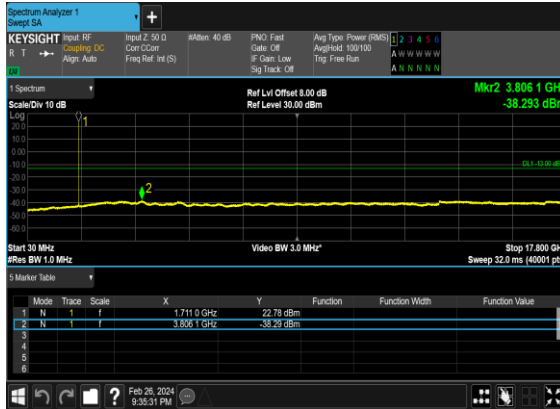 Spectrum Analyzer 1
Swept SA
+
KEYSIGHT
R T
LU
Input: RF
Coupling: DC
Align: Auto
Input Z: 50 Ω
Corr CCorr
Freq Ref: Int (S)
#Atten: 40 dB
PNO: Fast
Gate: Off
IF Gain: Low
Sig Track: Off
Avg Type: Power (RMS)
Avg|Hold: 100/100
Trig: Free Run
1 2 3 4 5 6
A W W W W W
A N N N N N
1 Spectrum
Scale/Div 10 dB
Log
Ref Lvl Offset 8.00 dB
Ref Level 30.00 dBm
Mkr2 3.806 1 GHz
-38.293 dBm
20.0
10.0
0.00
-10.0
-20.0
-30.0
-40.0
-50.0
-60.0
1
2
DL1 -13.00 dBm
Start 30 MHz
#Res BW 1.0 MHz
Video BW 3.0 MHz*
Stop 17.800 GHz
Sweep 32.0 ms (40001 pts
5 Marker Table
Mode Trace Scale X Y Function Function Width Function Value
1 N 1 f 1.711 0 GHz 22.78 dBm
2 N 1 f 3.806 1 GHz -38.29 dBm
3
4
5
6
?
Feb 26, 2024
9:35:31 PM